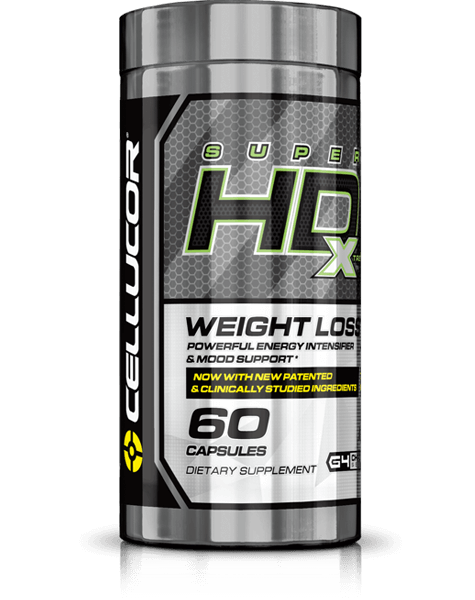 CELLUCOR®
SUPER
HD
X
WEIGHT LOSS
POWERFUL ENERGY INTENSIFIER
& MOOD SUPPORT*
NOW WITH NEW PATENTED
& CLINICALLY STUDIED INGREDIENTS
60
CAPSULES
DIETARY SUPPLEMENT
G4